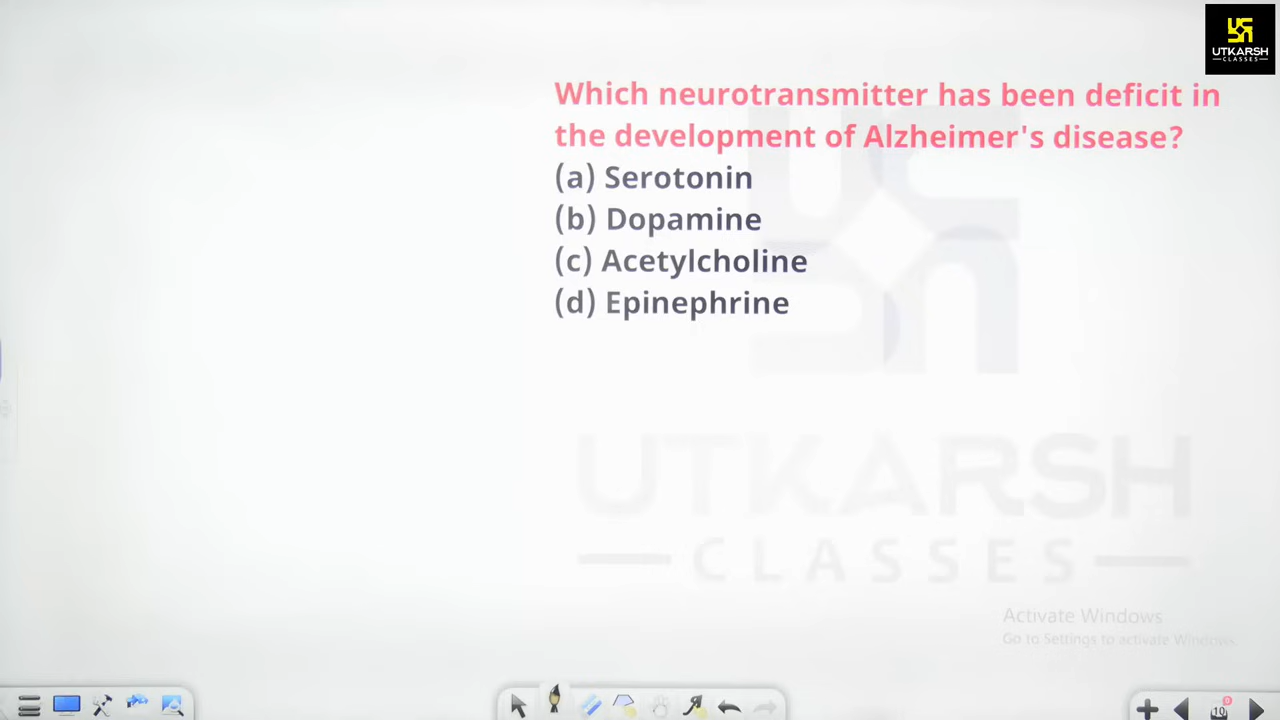 UTKARSH
CLASSES
Which neurotransmitter has been deficit in
the development of Alzheimer's disease?
(a) Serotonin
(b) Dopamine
(c) Acetylcholine
(d) Epinephrine
UTKARSH
CLASSES
Activate Windows
Go to Settings to activate Windows.
10